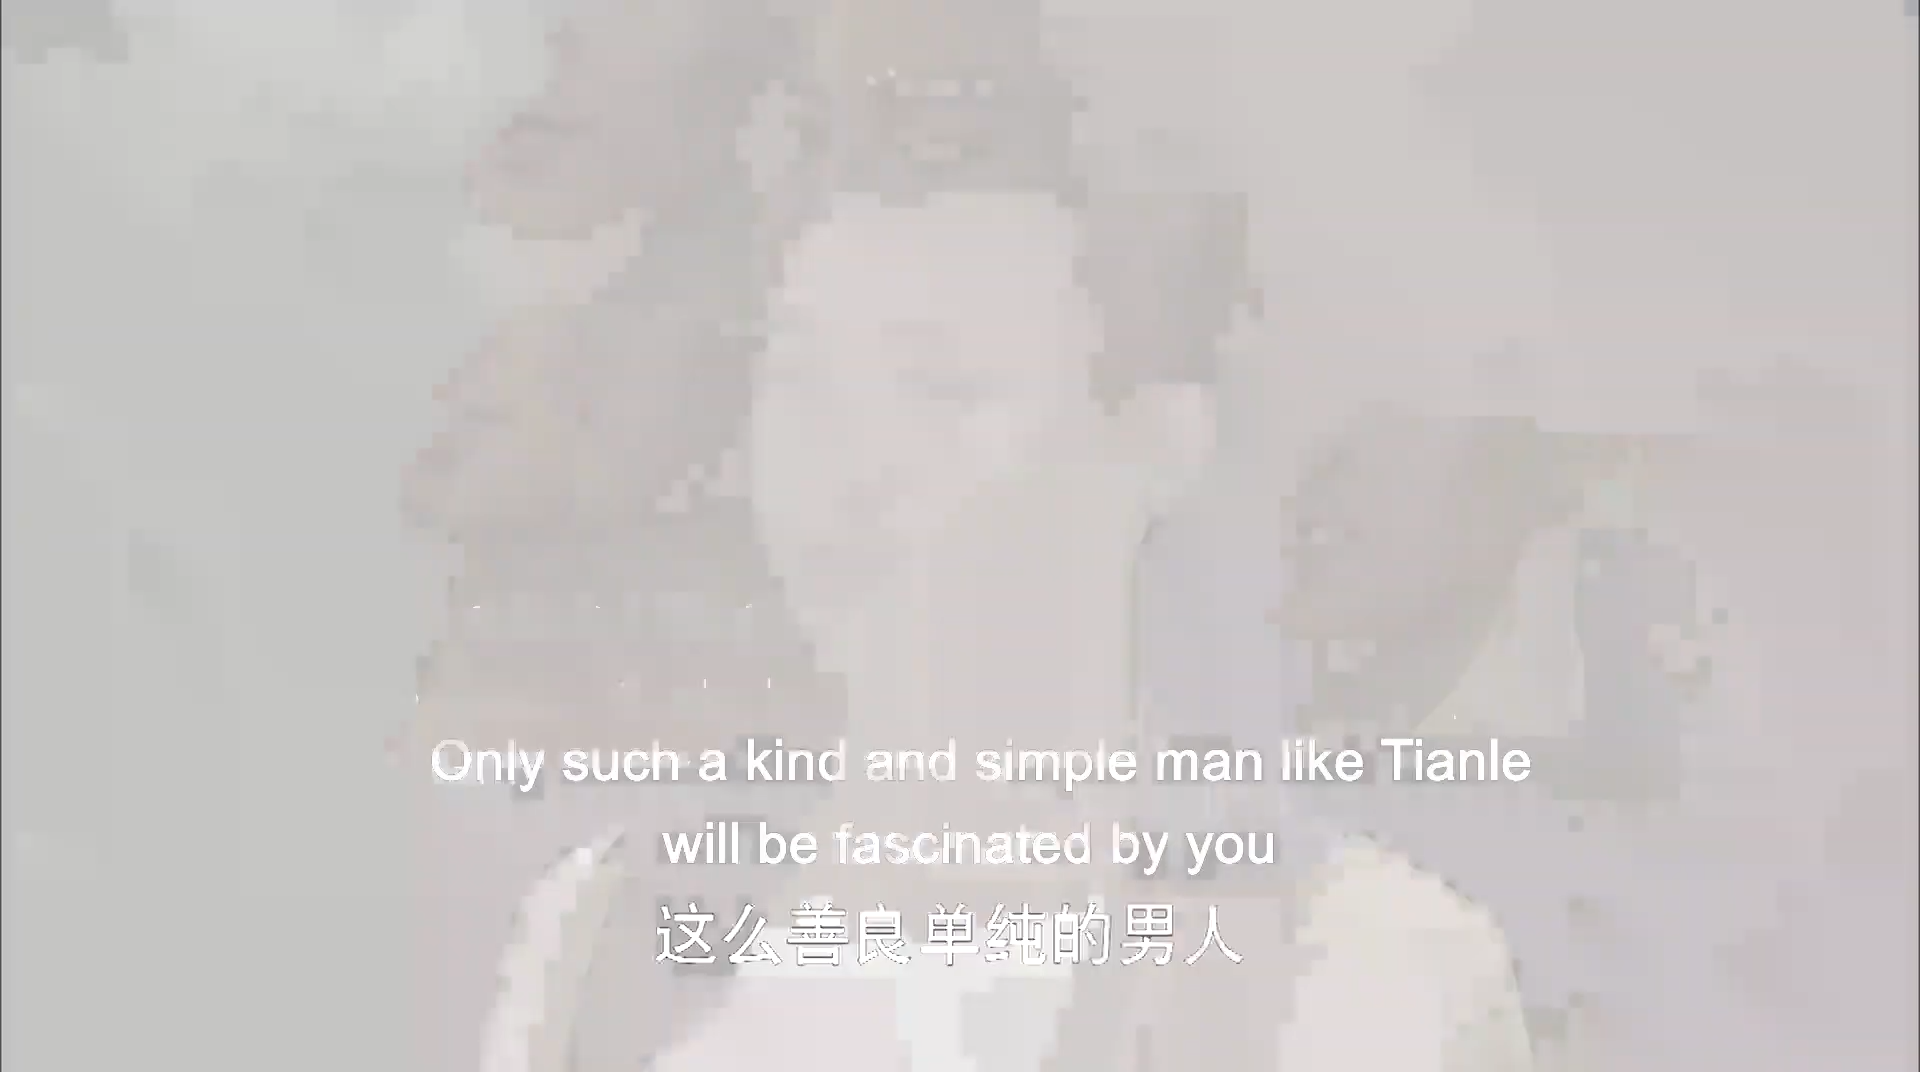 Only such a kind and simple man like Tianle
will be fascinated by you
这么善良单纯的男人